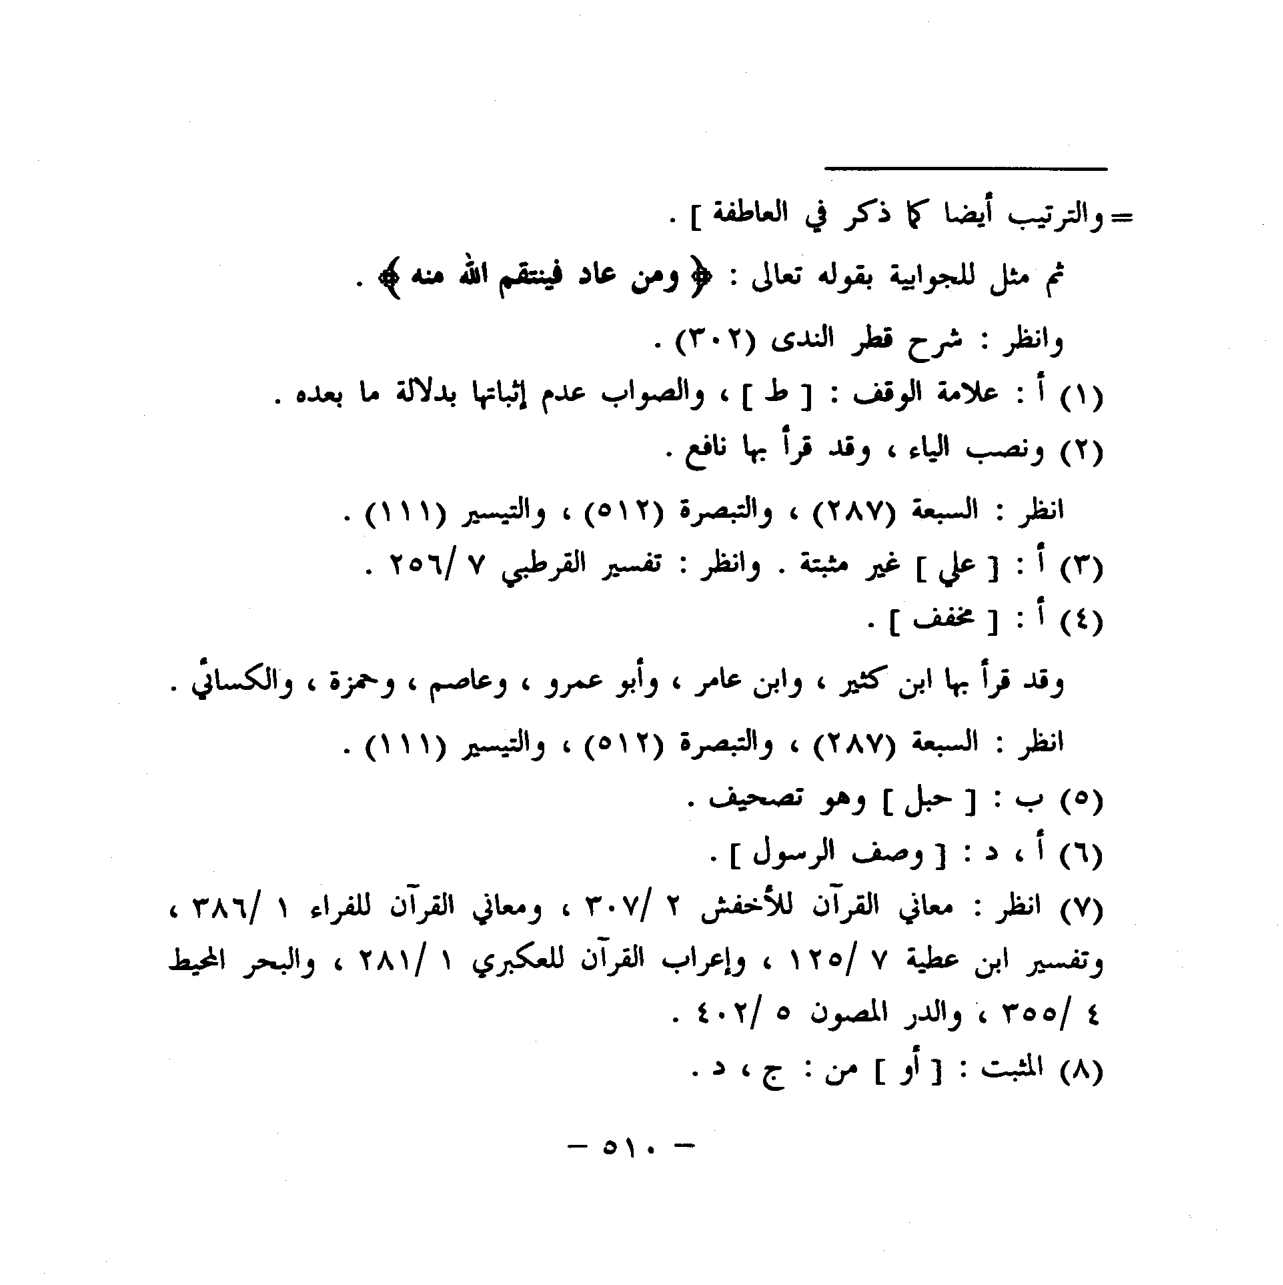 = والترتيب أيضا كما ذكر في العاطفة ] .
ثم مثل للجوابية بقوله تعالى : ﴿ ومن عاد فينتقم الله منه ﴾ .
وانظر : شرح قطر الندى (٣٠٢) .
(١) أ : علامة الوقف : [ ط ] ، والصواب عدم إثباتها بدلالة ما بعده .
(٢) ونصب الياء ، وقد قرأ بها نافع .
انظر : السبعة (٢٨٧) ، والتبصرة (٥١٢) ، والتيسير (١١١) .
(٣) أ : [ علي ] غير مثبتة . وانظر : تفسير القرطبي ٧ /٢٥٦ .
(٤) أ : [ مخفف ] .
وقد قرأ بها ابن كثير ، وابن عامر ، وأبو عمرو ، وعاصم ، وحمزة ، والكسائي .
انظر : السبعة (٢٨٧) ، والتبصرة (٥١٢) ، والتيسير (١١١) .
(٥) ب : [ حبل ] وهو تصحيف .
(٦) أ ، د : [ وصف الرسول ] .
(٧) انظر : معاني القرآن للأخفش ٢ /٣٠٧ ، ومعاني القرآن للفراء ١ /٣٨٦ ،
وتفسير ابن عطية ٧ /١٢٥ ، وإعراب القرآن للعكبري ١ /٢٨١ ، والبحر المحيط
٤ /٣٥٥ ، والدر المصون ٥ /٤٠٢ .
(٨) المثبت : [ أو ] من : ج ، د .
– ٥١٠ –